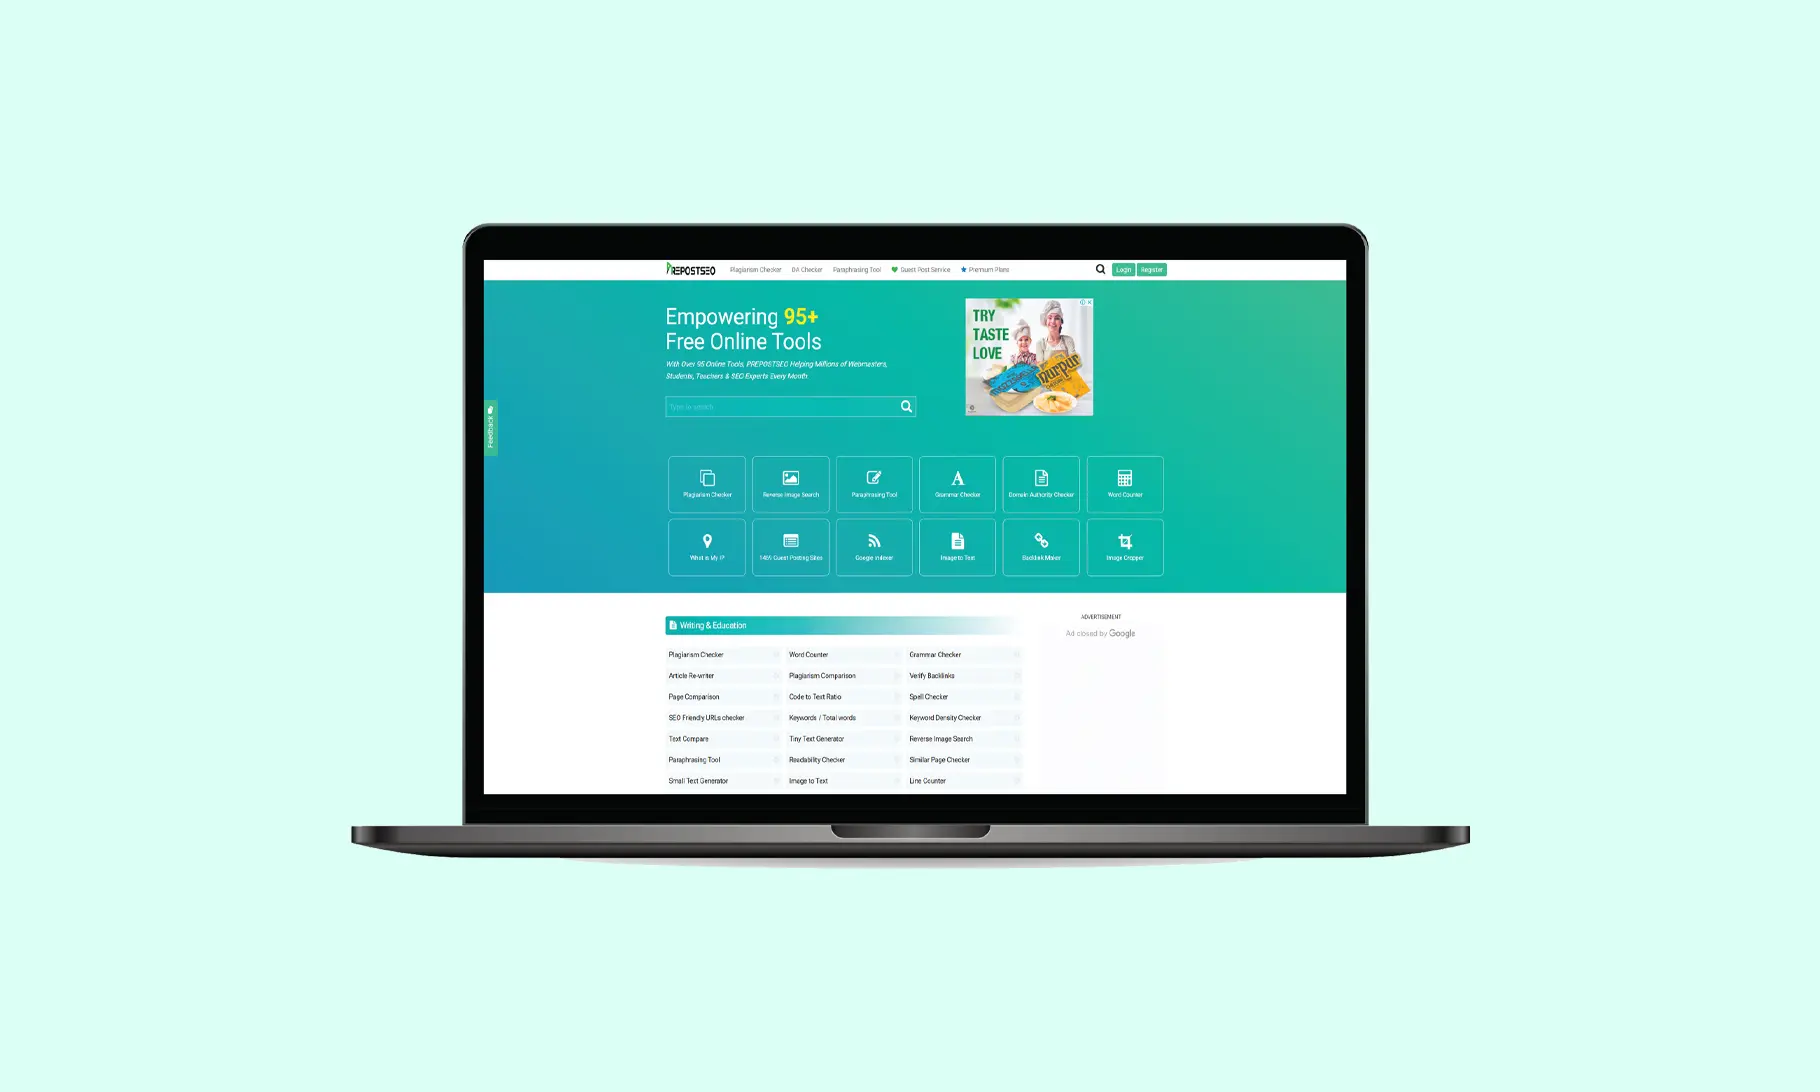 PREPOSTSEO
Plagiarism Checker
DA Checker
Paraphrasing Tool
Guest Post Service
Premium Plans
Login
Register
Empowering 95+
Free Online Tools
With Over 95 Online Tools, PREPOSTSEO Helping Millions of Webmasters,
Students, Teachers & SEO Experts Every Month
Type to search
TRY
TASTE
LOVE
nurpur
Feedback
Plagiarism Checker
Reverse Image Search
Paraphrasing Tool
Grammar Checker
Domain Authority Checker
Word Counter
What is My IP
Guest Posting Sites
Google indexer
Image to Text
Backlink Maker
Image Cropper
Writing & Education
Plagiarism Checker
Word Counter
Grammar Checker
Article Re-writer
Plagiarism Comparison
Verify Backlinks
Page Comparison
Code to Text Ratio
Spell Checker
SEO Friendly URLs checker
Keywords / Total words
Keyword Density Checker
Text Compare
Tiny Text Generator
Reverse Image Search
Paraphrasing Tool
Readability Checker
Similar Page Checker
Small Text Generator
Image to Text
Line Counter
ADVERTISEMENT
Ad closed by Google